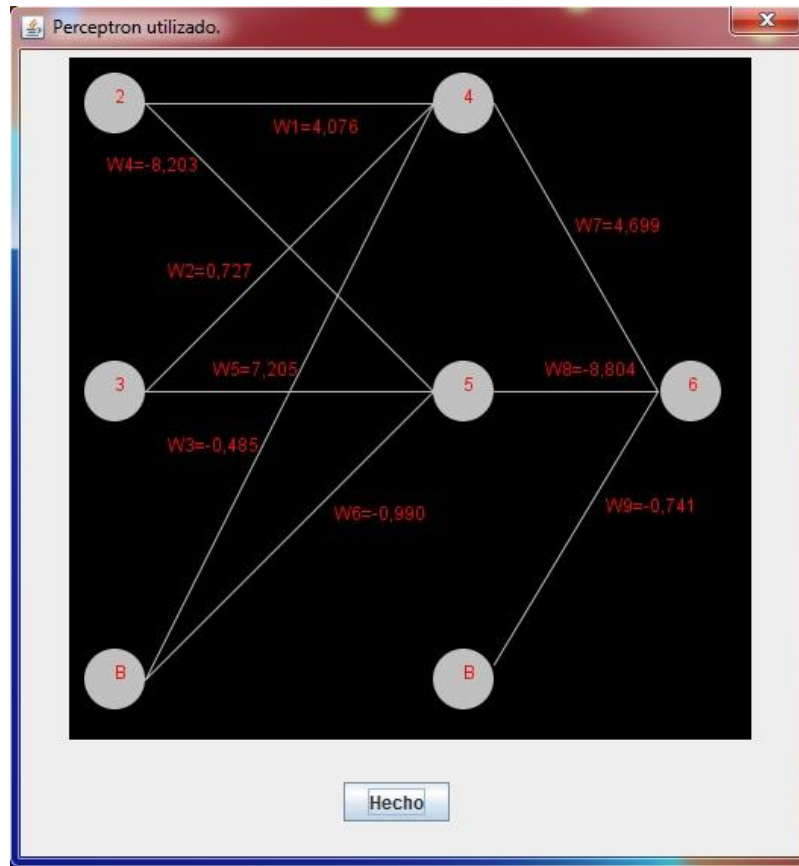 Perceptron utilizado.
2
4
W1=4,076
W4=-8,203
W7=4,699
W2=0,727
W5=7,205
W8=-8,804
3
5
6
W3=-0,485
W6=-0,990
W9=-0,741
B
B
Hecho